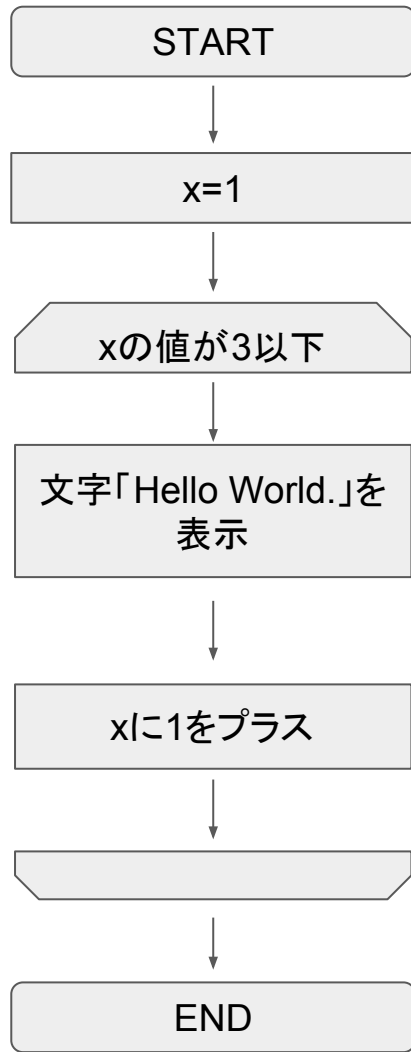 START
x=1
xの値が3以下
文字「Hello World.」を
表示
xに1をプラス
END